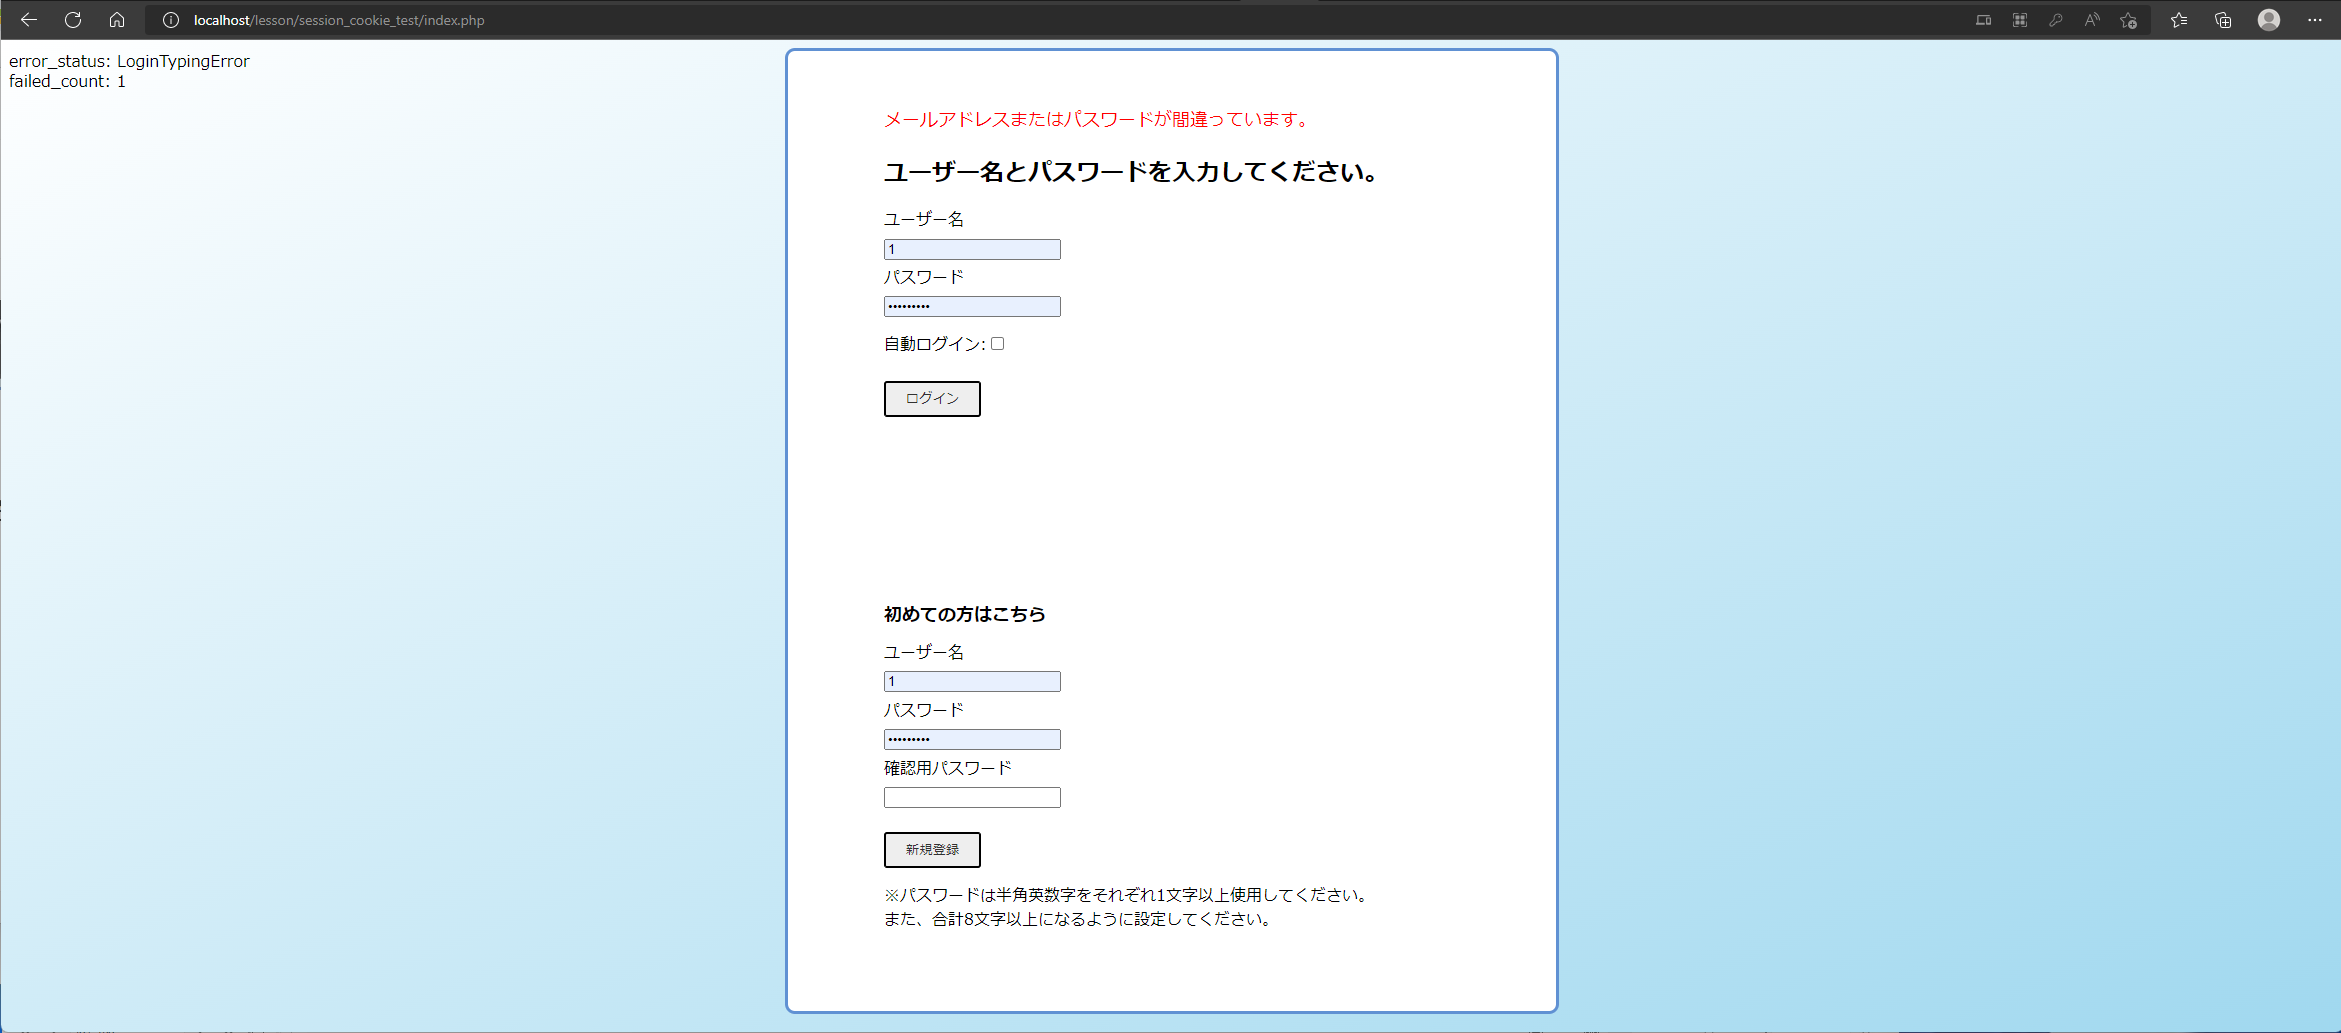 localhost/lesson/session_cookie_test/index.php
error_status: LoginTypingError
failed_count: 1
メールアドレスまたはパスワードが間違っています。
ユーザー名とパスワードを入力してください。
ユーザー名
1
パスワード
•••••••••
自動ログイン:
ログイン
初めての方はこちら
ユーザー名
1
パスワード
•••••••••
確認用パスワード
新規登録
※パスワードは半角英数字をそれぞれ1文字以上使用してください。
また、合計8文字以上になるように設定してください。